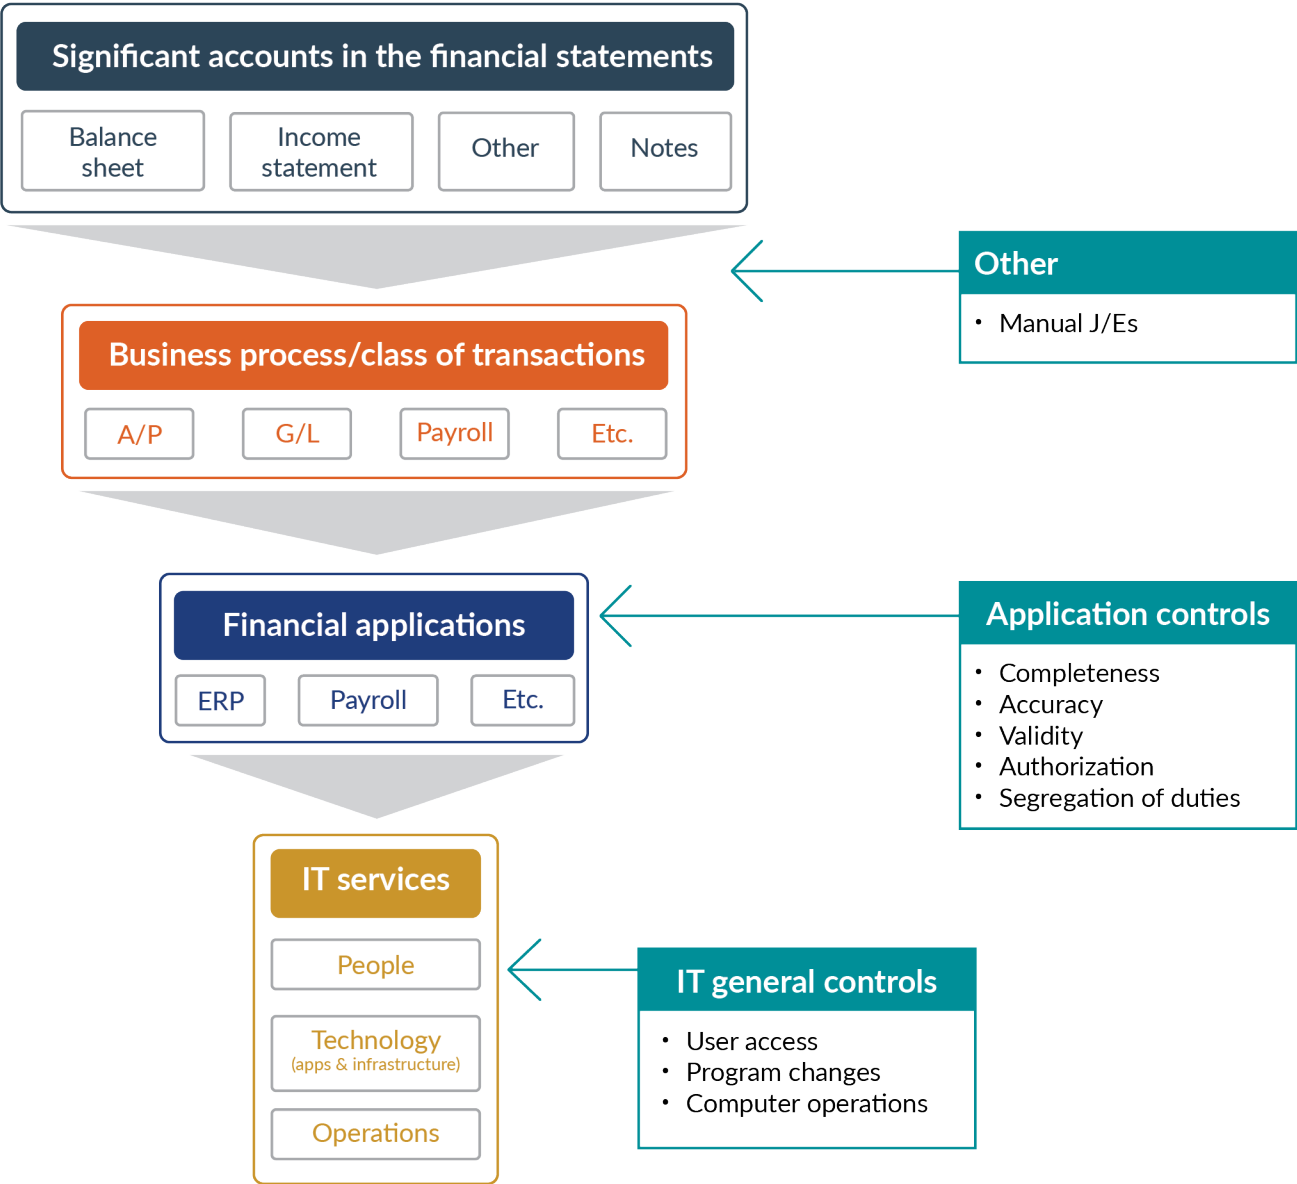 Significant accounts in the financial statements
Balance
sheet
Income
statement
Other
Notes
Other
• Manual J/Es
Business process/class of transactions
A/P
G/L
Payroll
Etc.
Financial applications
ERP
Payroll
Etc.
Application controls
• Completeness
• Accuracy
• Validity
• Authorization
• Segregation of duties
IT services
People
Technology
(apps & infrastructure)
Operations
IT general controls
• User access
• Program changes
• Computer operations